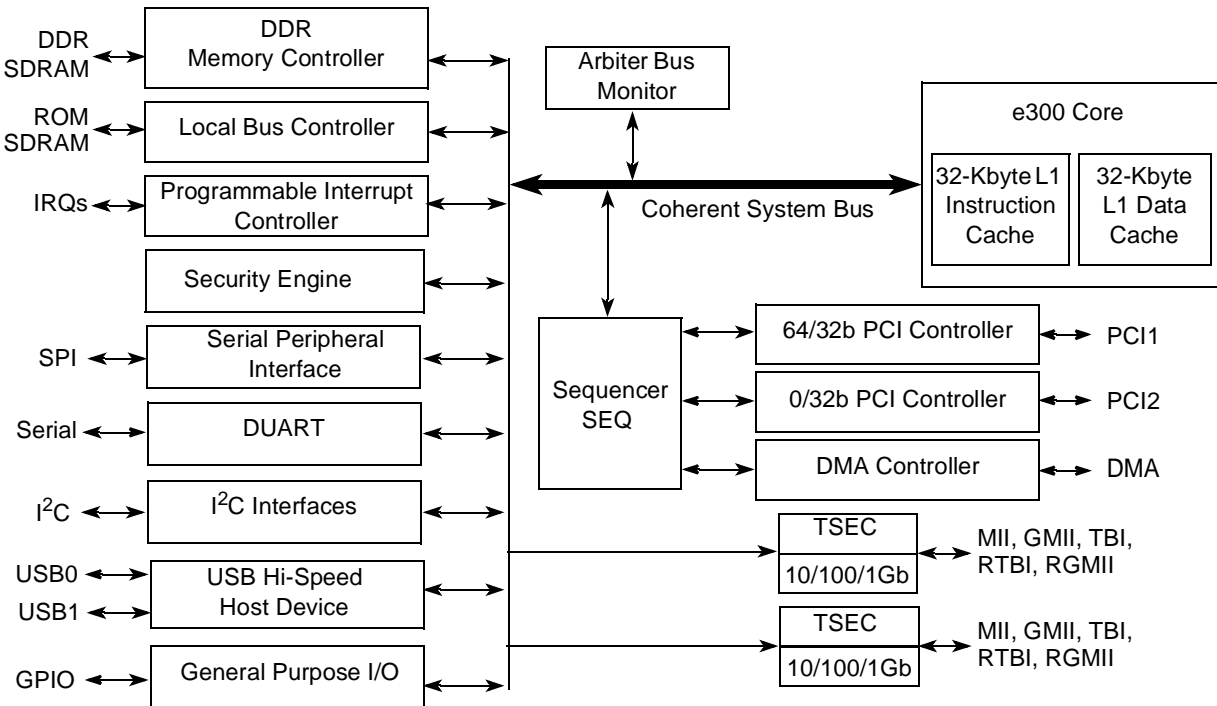 DDR
SDRAM
DDR
Memory Controller
ROM
SDRAM
Local Bus Controller
IRQs
Programmable Interrupt
Controller
Security Engine
SPI
Serial Peripheral
Interface
Serial
DUART
I²C
I²C Interfaces
USB0
USB1
USB Hi-Speed
Host Device
GPIO
General Purpose I/O
Arbiter Bus
Monitor
Coherent System Bus
e300 Core
32-Kbyte L1
Instruction
Cache
32-Kbyte
L1 Data
Cache
Sequencer
SEQ
64/32b PCI Controller
PCI1
0/32b PCI Controller
PCI2
DMA Controller
DMA
TSEC
10/100/1Gb
MII, GMII, TBI,
RTBI, RGMII
TSEC
10/100/1Gb
MII, GMII, TBI,
RTBI, RGMII